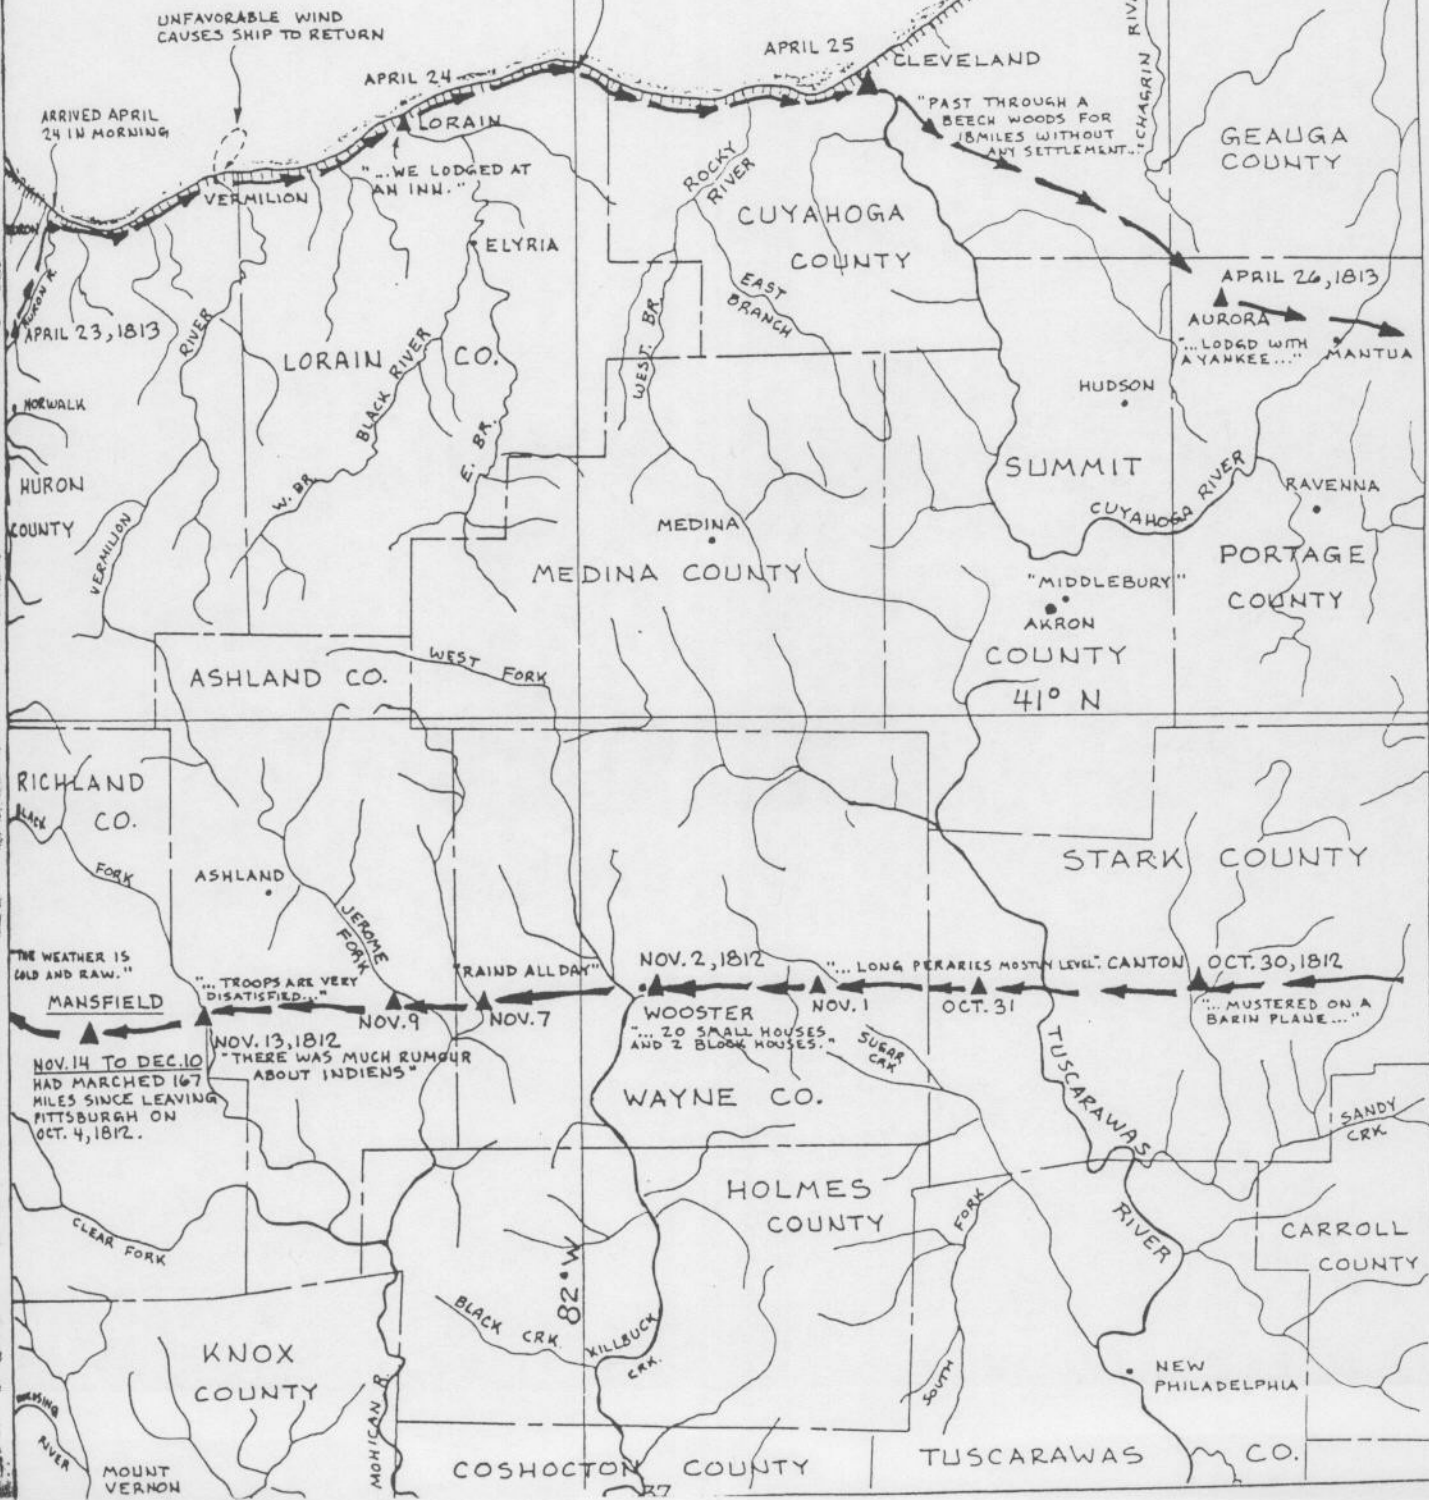 UNFAVORABLE WIND
CAUSES SHIP TO RETURN
APRIL 24
APRIL 25
CLEVELAND
CHAGRIN RIV
ARRIVED APRIL
24 IN MORNING
LORAIN
"...WE LODGED AT
AN INN."
VERMILION
"PAST THROUGH A
BEECH WOODS FOR
18 MILES WITHOUT
ANY SETTLEMENT..."
GEAUGA
COUNTY
ROCKY
RIVER
CUYAHOGA
COUNTY
ELYRIA
HURON R.
APRIL 23, 1813
RIVER
EAST
BRANCH
WEST. BR.
APRIL 26, 1813
AURORA
"...LODGD WITH
A YANKEE..."
MANTUA
LORAIN CO.
BLACK RIVER
HUDSON
NORWALK
E. BR.
W. BR.
HURON
COUNTY
VERMILION
SUMMIT
CUYAHOGA RIVER
RAVENNA
MEDINA
MEDINA COUNTY
PORTAGE
COUNTY
"MIDDLEBURY"
AKRON
COUNTY
41° N
ASHLAND CO.
WEST FORK
RICHLAND
CO.
BLACK
FORK
ASHLAND
JEROME
FORK
STARK COUNTY
"THE WEATHER IS
COLD AND RAW."
MANSFIELD
"...TROOPS ARE VERY
DISATISFIED..."
"RAIND ALL DAY"
NOV. 2, 1812
"...LONG PERARIES MOSTLY LEVEL".
CANTON
OCT. 30, 1812
NOV. 9
NOV. 7
WOOSTER
"...20 SMALL HOUSES
AND 2 BLOCK HOUSES."
NOV. 1
OCT. 31
"...MUSTERED ON A
BARIN PLANE..."
NOV. 13, 1812
"THERE WAS MUCH RUMOUR
ABOUT INDIENS"
NOV. 14 TO DEC. 10
HAD MARCHED 167
MILES SINCE LEAVING
PITTSBURGH ON
OCT. 4, 1812.
SUGAR
CRK
WAYNE CO.
TUSCARAWAS
RIVER
SANDY
CRK
HOLMES
COUNTY
FORK
SOUTH
CARROLL
COUNTY
CLEAR FORK
82° W
BLACK CRK.
KILLBUCK
CRK.
KNOX
COUNTY
MOHICAN R.
NEW
PHILADELPHIA
RIVER
MOUNT
VERNON
COSHOCTON COUNTY
TUSCARAWAS CO.
37